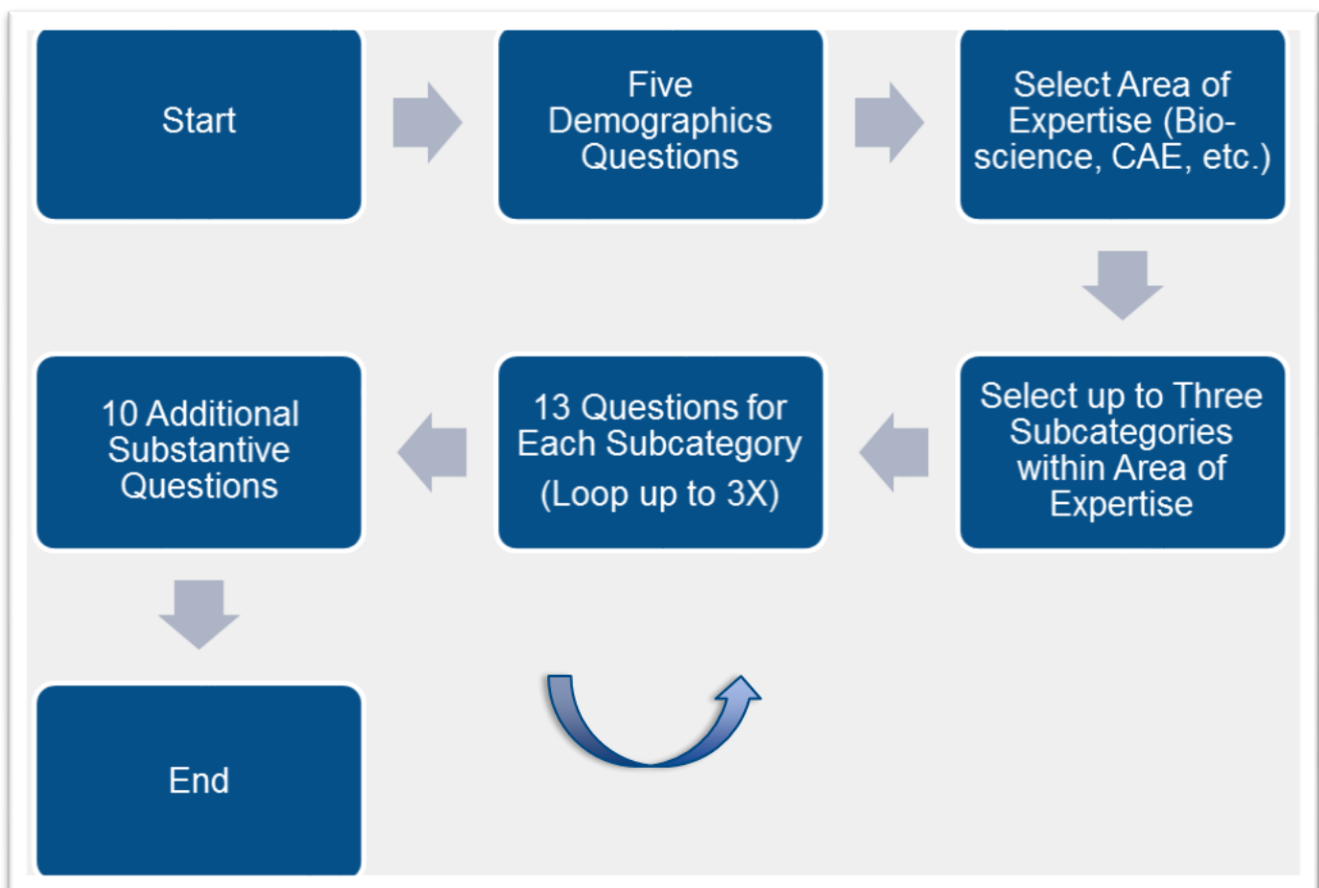 Start
Five
Demographics
Questions
Select Area of
Expertise (Bio-
science, CAE, etc.)
Select up to Three
Subcategories
within Area of
Expertise
13 Questions for
Each Subcategory
(Loop up to 3X)
10 Additional
Substantive
Questions
End